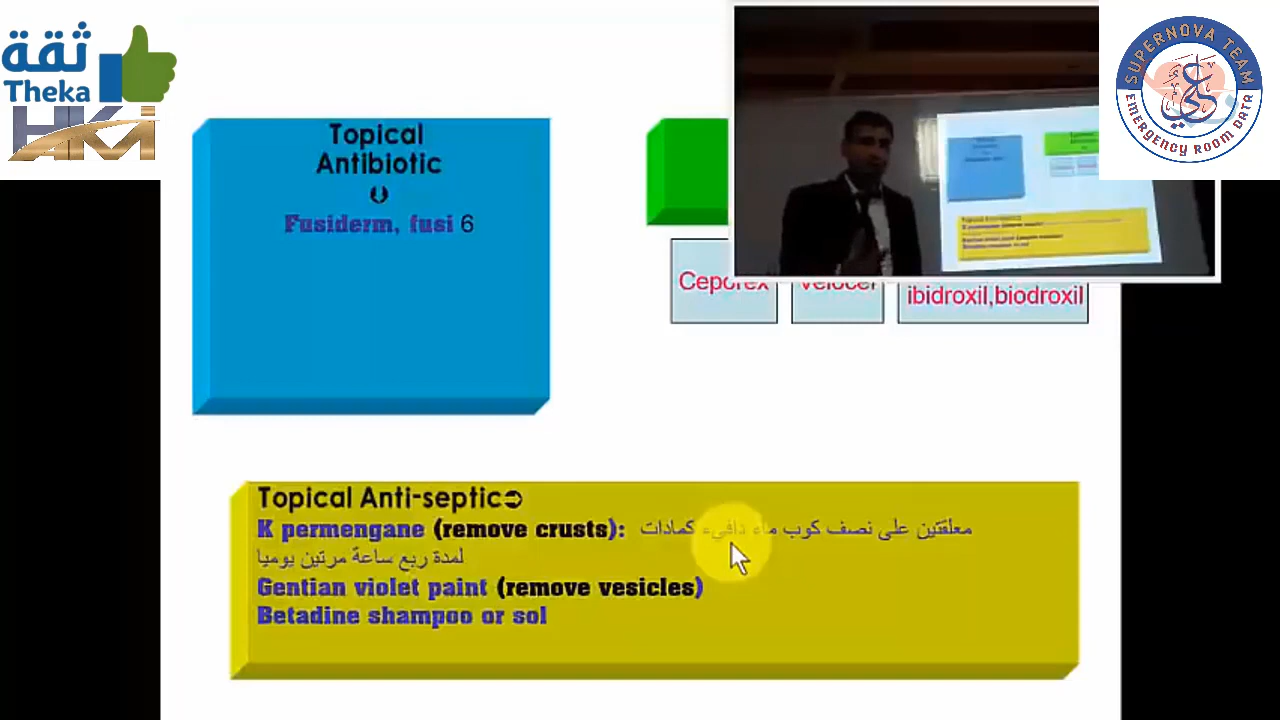 ثقة
Theka
HKI
SUPERNOVA TEAM
EMERGENCY ROOM DATA
Topical
Antibiotic
Fusiderm, fusi 6
Ceporex
Velocef
ibidroxil,biodroxil
Topical Anti-septic
K permengane (remove crusts): معلقتين على نصف كوب ماء دافيء كمادات
لمدة ربع ساعة مرتين يوميا
Gentian violet paint (remove vesicles)
Betadine shampoo or sol